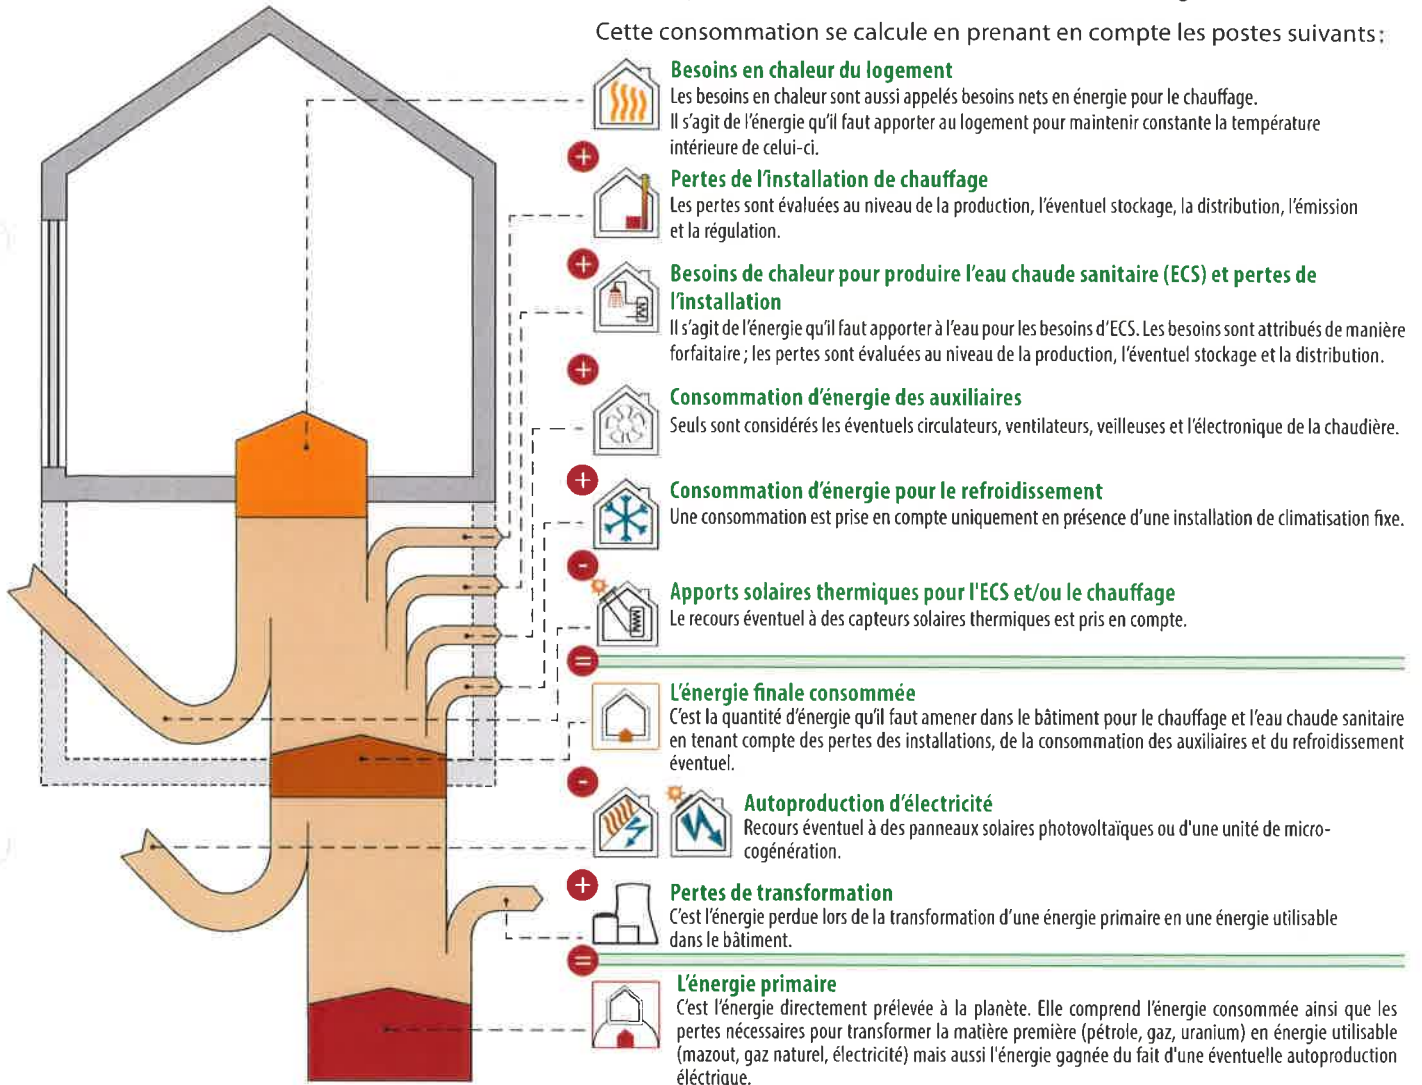 Cette consommation se calcule en prenant en compte les postes suivants :
Besoins en chaleur du logement
Les besoins en chaleur sont aussi appelés besoins nets en énergie pour le chauffage.
Il s'agit de l'énergie qu'il faut apporter au logement pour maintenir constante la température
intérieure de celui-ci.
+
Pertes de l'installation de chauffage
Les pertes sont évaluées au niveau de la production, l'éventuel stockage, la distribution, l'émission
et la régulation.
+
Besoins de chaleur pour produire l'eau chaude sanitaire (ECS) et pertes de
l'installation
Il s'agit de l'énergie qu'il faut apporter à l'eau pour les besoins d'ECS. Les besoins sont attribués de manière
forfaitaire ; les pertes sont évaluées au niveau de la production, l'éventuel stockage et la distribution.
+
Consommation d'énergie des auxiliaires
Seuls sont considérés les éventuels circulateurs, ventilateurs, veilleuses et l'électronique de la chaudière.
+
Consommation d'énergie pour le refroidissement
Une consommation est prise en compte uniquement en présence d'une installation de climatisation fixe.
-
Apports solaires thermiques pour l'ECS et/ou le chauffage
Le recours éventuel à des capteurs solaires thermiques est pris en compte.
=
L'énergie finale consommée
C'est la quantité d'énergie qu'il faut amener dans le bâtiment pour le chauffage et l'eau chaude sanitaire
en tenant compte des pertes des installations, de la consommation des auxiliaires et du refroidissement
éventuel.
-
Autoproduction d'électricité
Recours éventuel à des panneaux solaires photovoltaïques ou d'une unité de micro-
cogénération.
+
Pertes de transformation
C'est l'énergie perdue lors de la transformation d'une énergie primaire en une énergie utilisable
dans le bâtiment.
=
L'énergie primaire
C'est l'énergie directement prélevée à la planète. Elle comprend l'énergie consommée ainsi que les
pertes nécessaires pour transformer la matière première (pétrole, gaz, uranium) en énergie utilisable
(mazout, gaz naturel, électricité) mais aussi l'énergie gagnée du fait d'une éventuelle autoproduction
éléctrique.